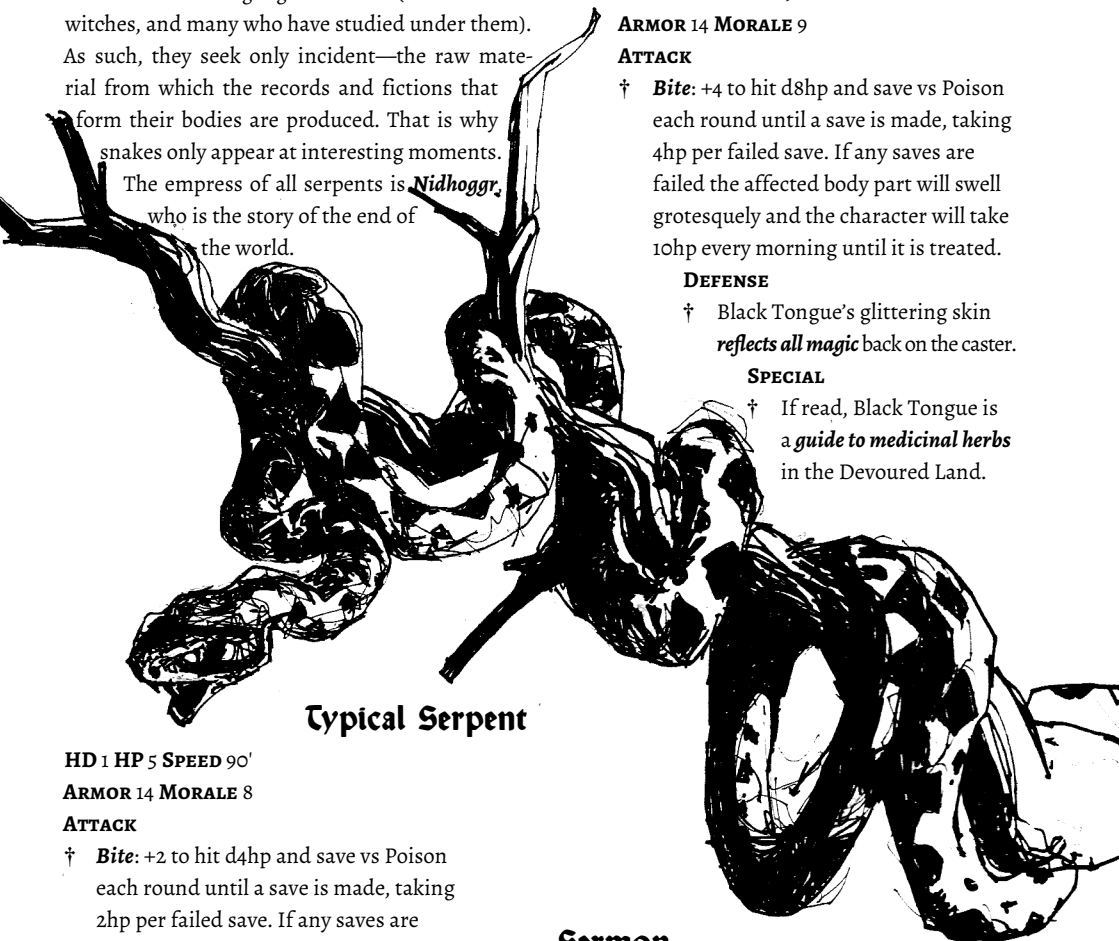 witches, and many who have studied under them).
As such, they seek only incident—the raw mate-
rial from which the records and fictions that
form their bodies are produced. That is why
snakes only appear at interesting moments.
The empress of all serpents is Nidhoggr,
who is the story of the end of
the world.
Typical Serpent
HD 1 HP 5 Speed 90'
Armor 14 Morale 8
Attack
† Bite: +2 to hit d4hp and save vs Poison
each round until a save is made, taking
2hp per failed save. If any saves are
Armor 14 Morale 9
Attack
† Bite: +4 to hit d8hp and save vs Poison
each round until a save is made, taking
4hp per failed save. If any saves are
failed the affected body part will swell
grotesquely and the character will take
10hp every morning until it is treated.
Defense
† Black Tongue’s glittering skin
reflects all magic back on the caster.
Special
† If read, Black Tongue is
a guide to medicinal herbs
in the Devoured Land.